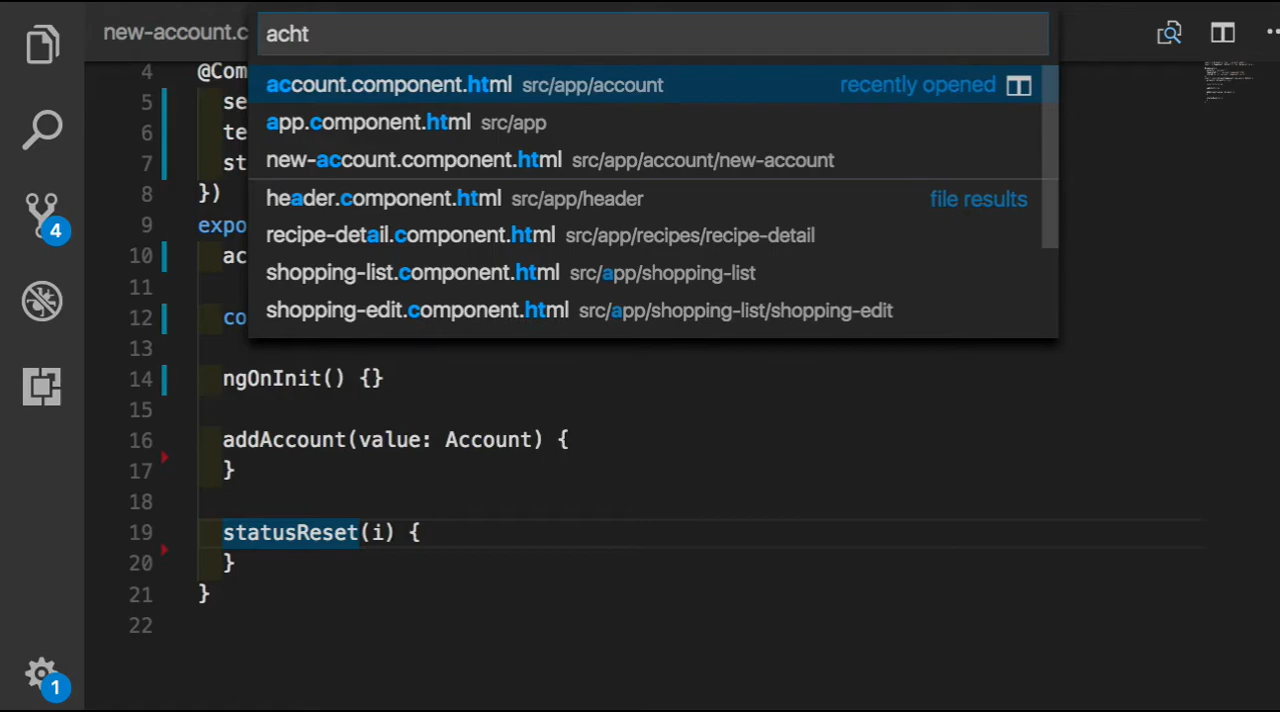 new-account.c
acht
account.component.html src/app/account recently opened
app.component.html src/app
new-account.component.html src/app/account/new-account
header.component.html src/app/header file results
recipe-detail.component.html src/app/recipes/recipe-detail
shopping-list.component.html src/app/shopping-list
shopping-edit.component.html src/app/shopping-list/shopping-edit
4 @Com
5 se
6 te
7 st
8 })
9 expo
10 ac
11
12 co
13
14 ngOnInit() {}
15
16 addAccount(value: Account) {
17 }
18
19 statusReset(i) {
20 }
21 }
22
4
1